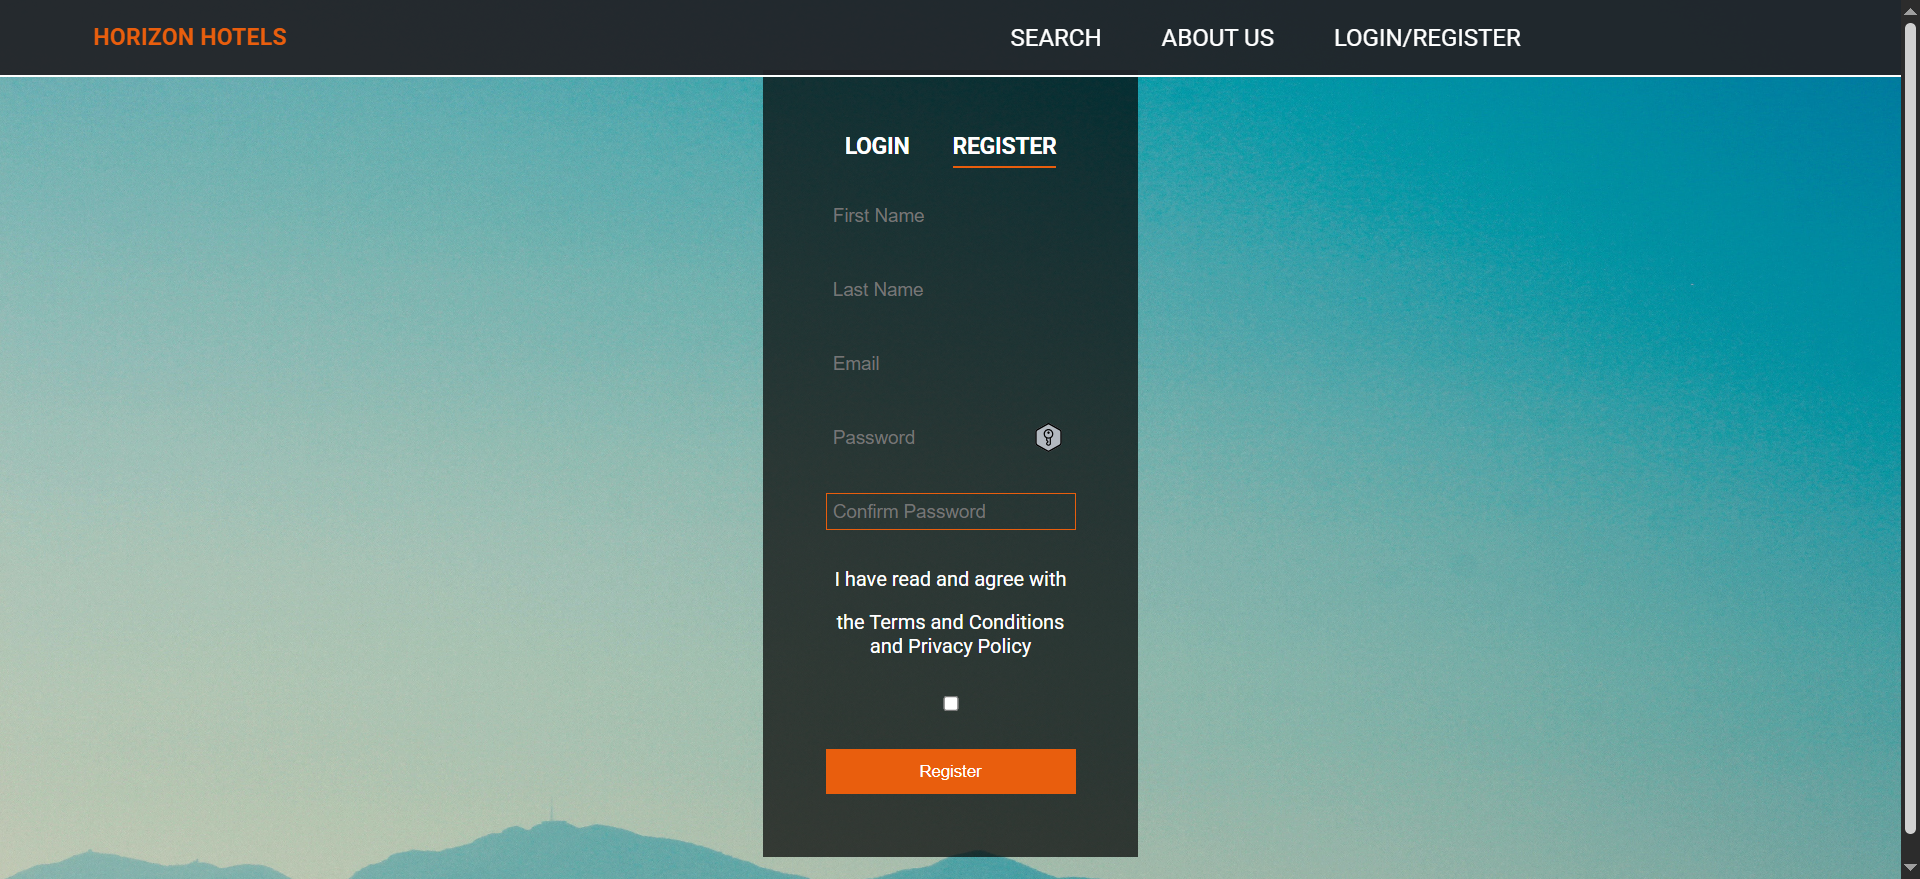 HORIZON HOTELS
SEARCH
ABOUT US
LOGIN/REGISTER
LOGIN
REGISTER
First Name
Last Name
Email
Password
Confirm Password
I have read and agree with
the Terms and Conditions
and Privacy Policy
Register